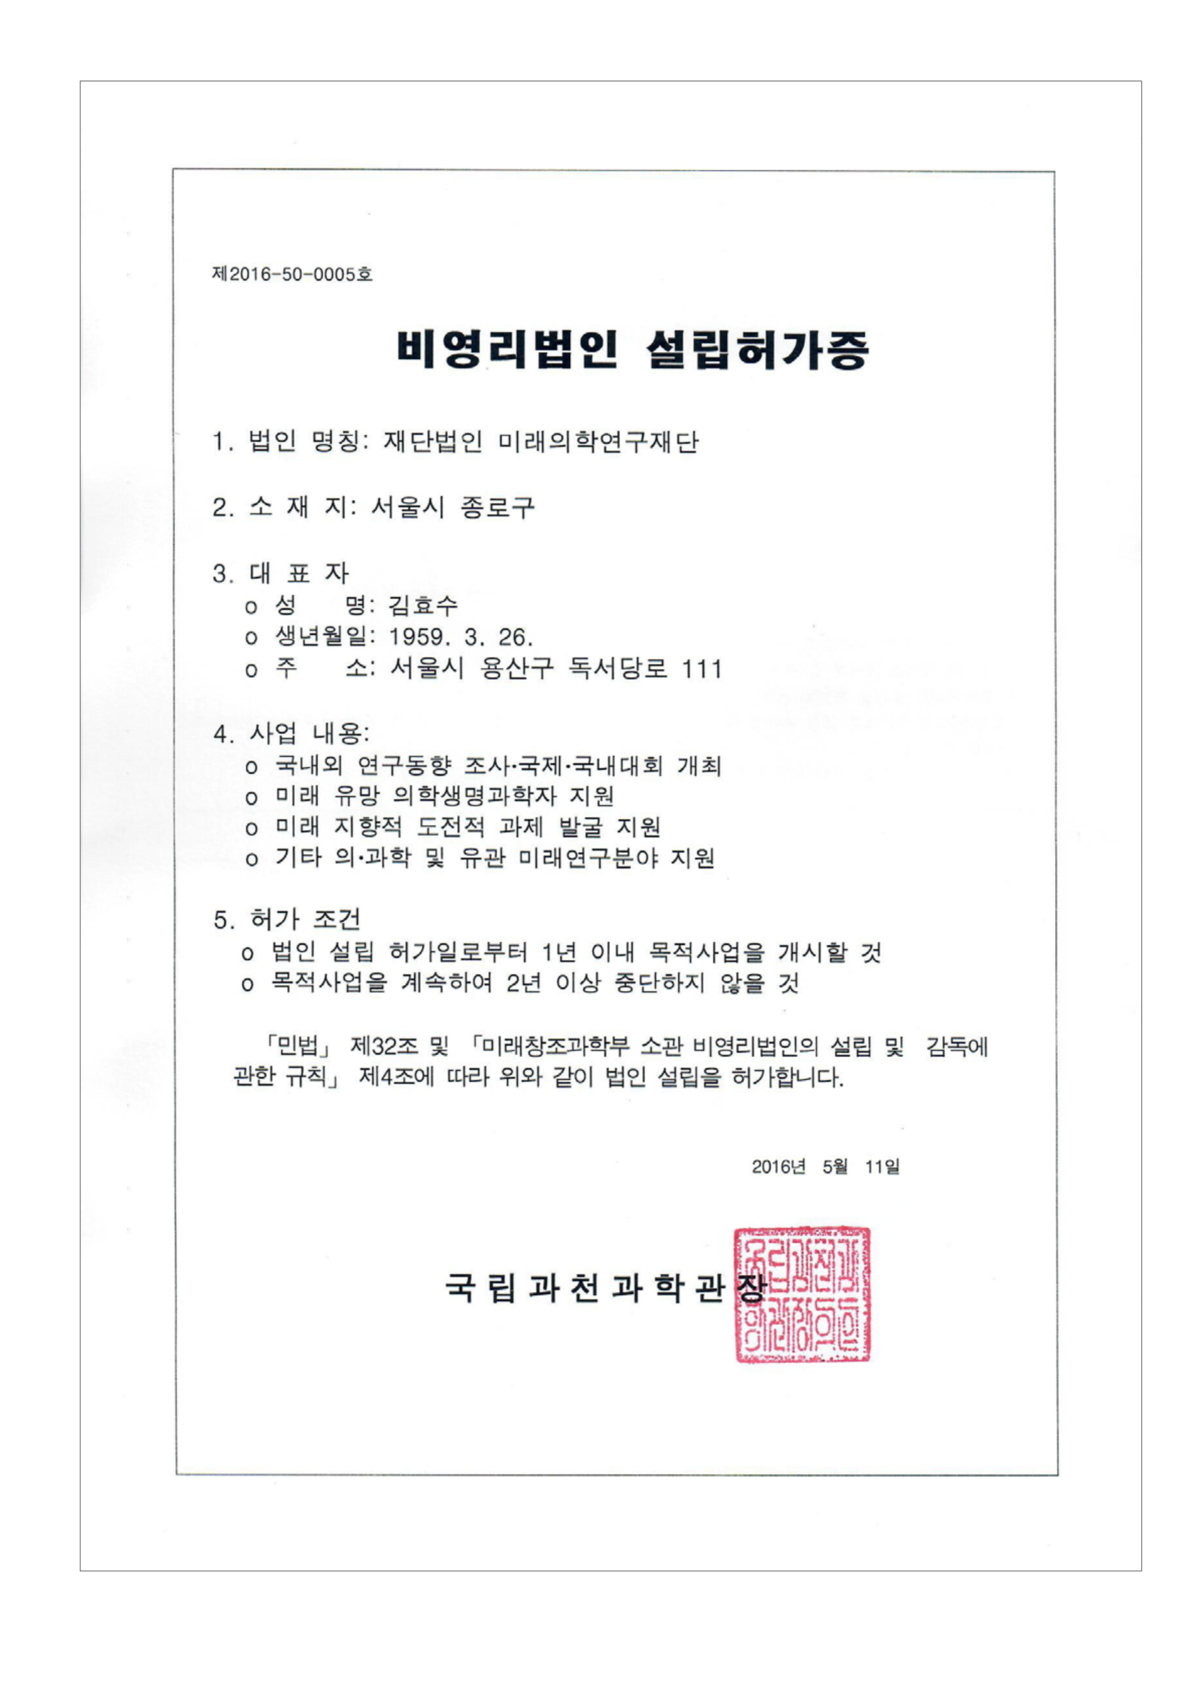 제2016-50-0005호
비영리법인 설립허가증
1. 법인 명칭: 재단법인 미래의학연구재단
2. 소 재 지: 서울시 종로구
3. 대 표 자
o 성 명: 김효수
o 생년월일: 1959. 3. 26.
o 주 소: 서울시 용산구 독서당로 111
4. 사업 내용:
o 국내외 연구동향 조사·국제·국내대회 개최
o 미래 유망 의학생명과학자 지원
o 미래 지향적 도전적 과제 발굴 지원
o 기타 의·과학 및 유관 미래연구분야 지원
5. 허가 조건
o 법인 설립 허가일로부터 1년 이내 목적사업을 개시할 것
o 목적사업을 계속하여 2년 이상 중단하지 않을 것
「민법」 제32조 및 「미래창조과학부 소관 비영리법인의 설립 및 감독에
관한 규칙」 제4조에 따라 위와 같이 법인 설립을 허가합니다.
2016년 5월 11일
국립과천과학관장